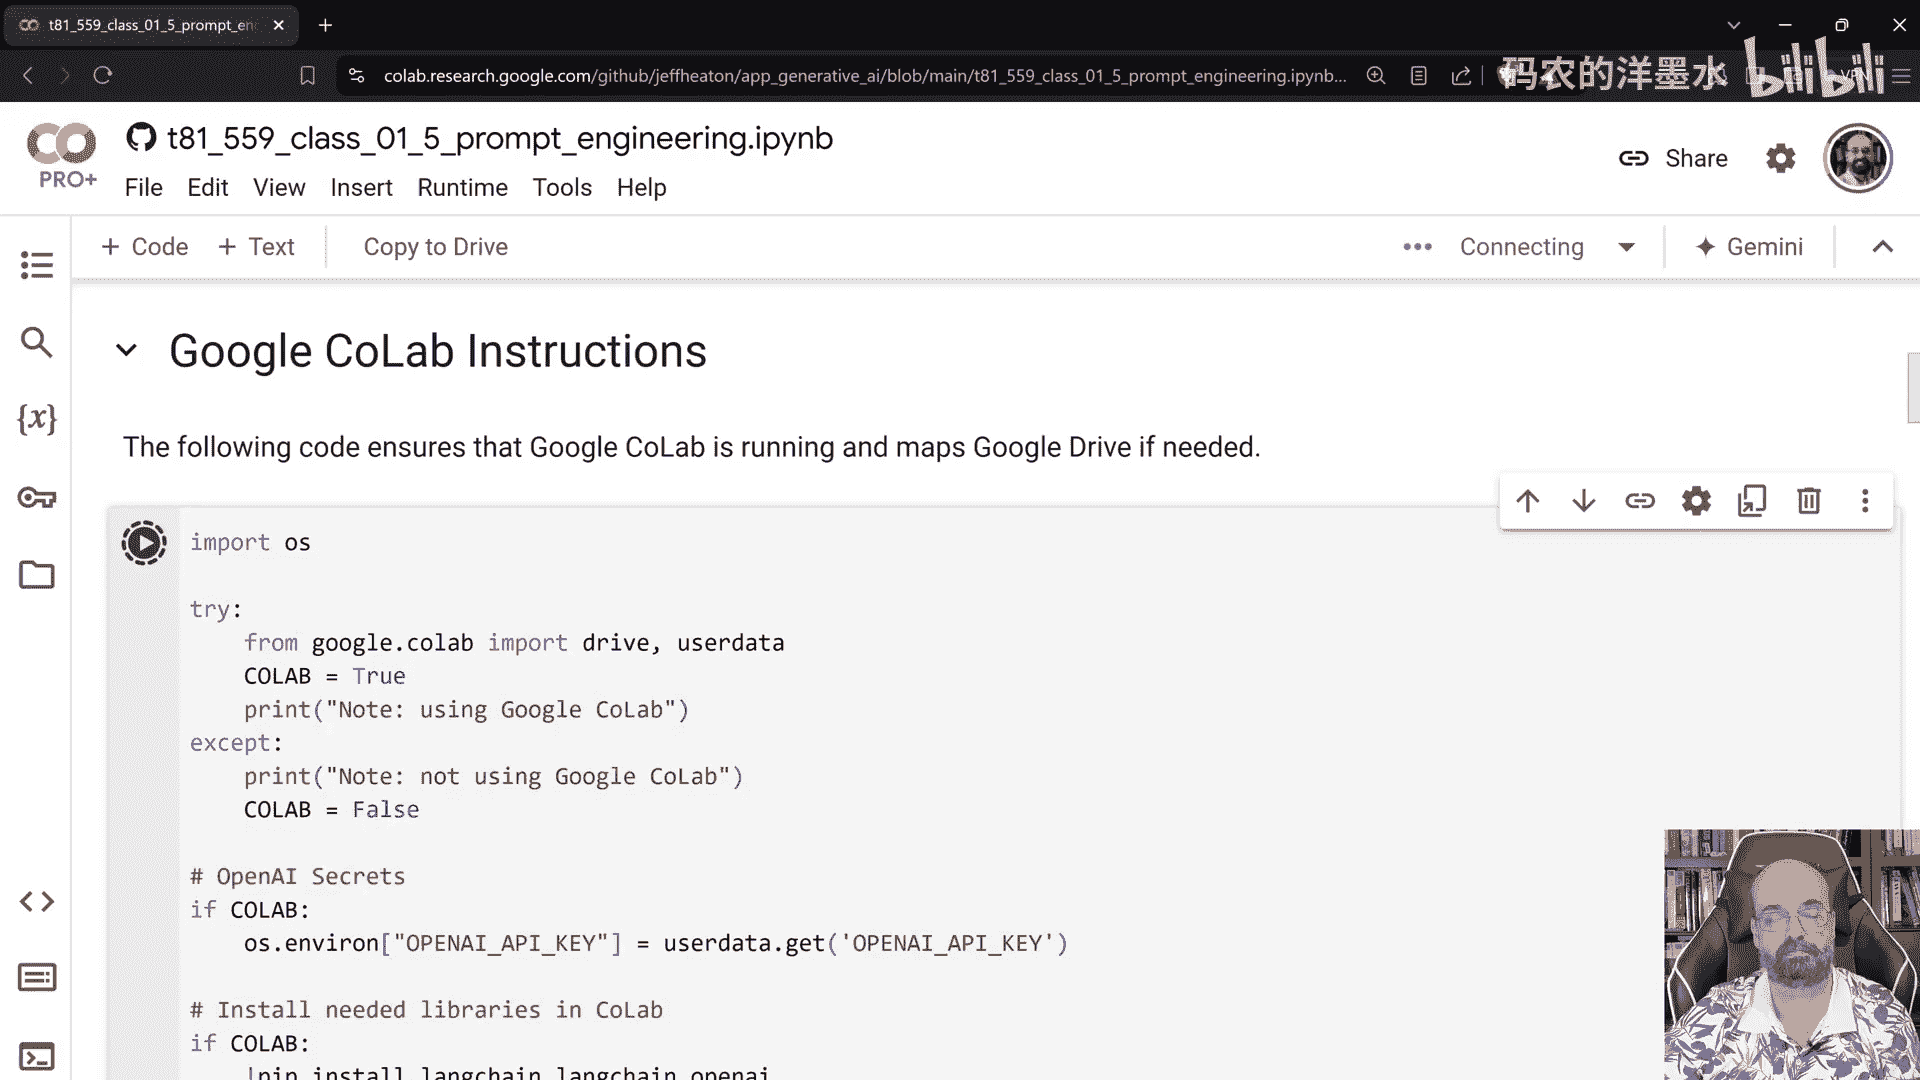 t81_559_class_01_5_prompt_en
colab.research.google.com/github/jeffheaton/app_generative_ai/blob/main/t81_559_class_01_5_prompt_engineering.ipynb...
码农的洋墨水 bilibili
CO
PRO+
t81_559_class_01_5_prompt_engineering.ipynb
File Edit View Insert Runtime Tools Help
Share
+ Code + Text Copy to Drive
Connecting
Gemini
Google CoLab Instructions
The following code ensures that Google CoLab is running and maps Google Drive if needed.
import os
try:
from google.colab import drive, userdata
COLAB = True
print("Note: using Google CoLab")
except:
print("Note: not using Google CoLab")
COLAB = False
# OpenAI Secrets
if COLAB:
os.environ["OPENAI_API_KEY"] = userdata.get('OPENAI_API_KEY')
# Install needed libraries in CoLab
if COLAB:
!pip install langchain langchain_openai